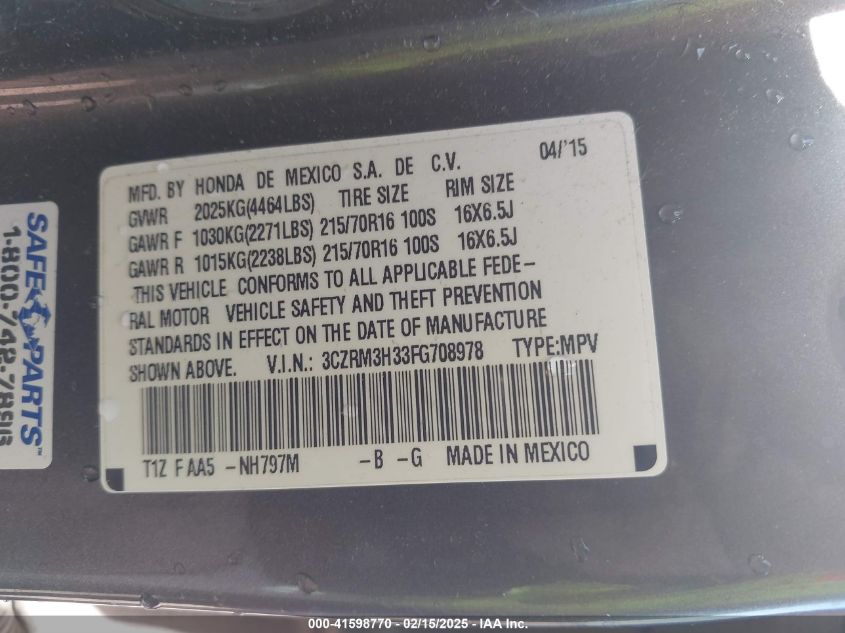 MFD. BY HONDA DE MEXICO S.A. DE C.V. 04/'15
GVWR 2025KG(4464LBS) TIRE SIZE RIM SIZE
GAWR F 1030KG(2271LBS) 215/70R16 100S 16X6.5J
GAWR R 1015KG(2238LBS) 215/70R16 100S 16X6.5J
THIS VEHICLE CONFORMS TO ALL APPLICABLE FEDE-
RAL MOTOR VEHICLE SAFETY AND THEFT PREVENTION
STANDARDS IN EFFECT ON THE DATE OF MANUFACTURE
SHOWN ABOVE. V.I.N.: 3CZRM3H33FG708978 TYPE:MPV
T1Z F AA5 -NH797M -B -G MADE IN MEXICO
SAFE PARTS™
000-41598770 - 02/15/2025 - IAA Inc.